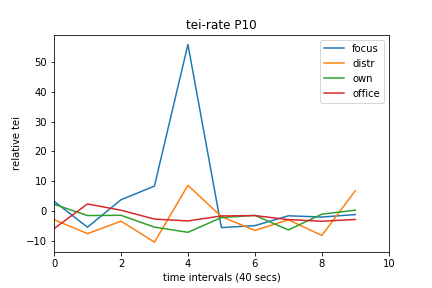 tei-rate P10
focus
distr
own
office
relative tei
50
40
30
20
10
0
−10
0 2 4 6 8 10
time intervals (40 secs)